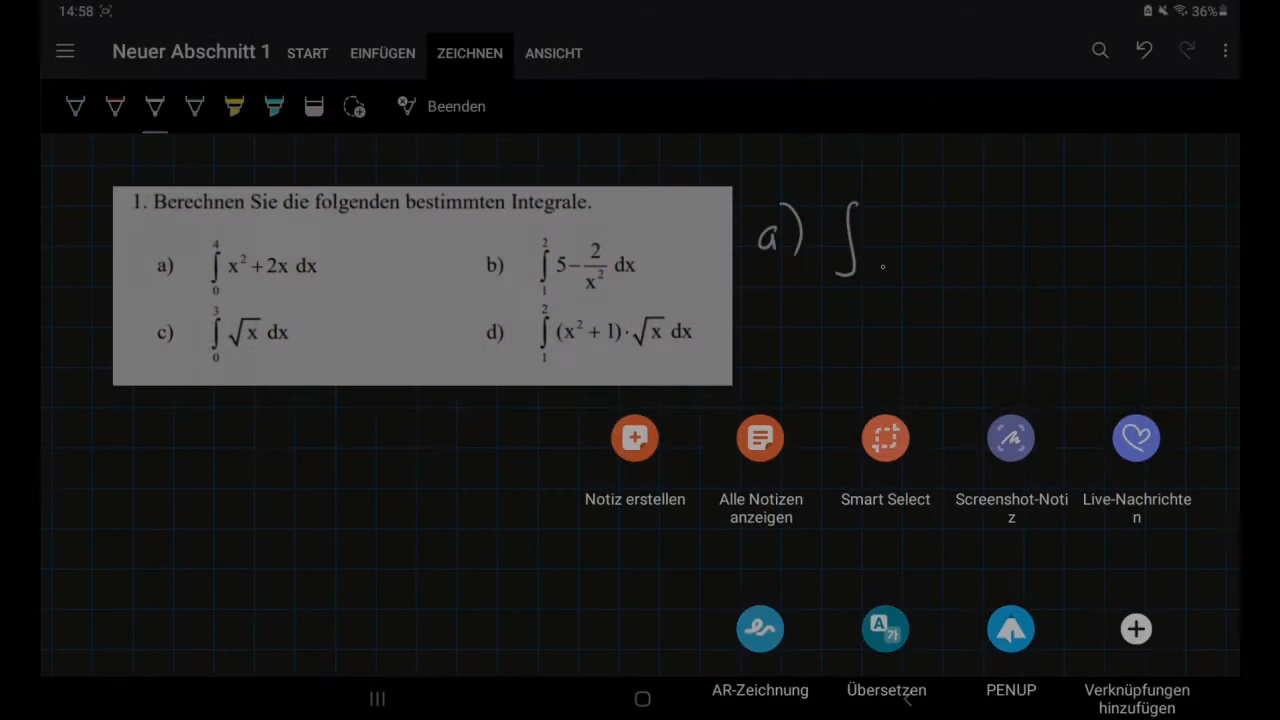 14:58 36%
Neuer Abschnitt 1 START EINFÜGEN ZEICHNEN ANSICHT
Beenden
1. Berechnen Sie die folgenden bestimmten Integrale.
a) ∫₀⁴ x² + 2x dx b) ∫₁² 5 − 2/x² dx
c) ∫₀³ √x dx d) ∫₁² (x² + 1)·√x dx
a) ∫
Notiz erstellen
Alle Notizen
anzeigen
Smart Select
Screenshot-Noti
z
Live-Nachrichte
n
AR-Zeichnung
Übersetzen
PENUP
Verknüpfungen
hinzufügen